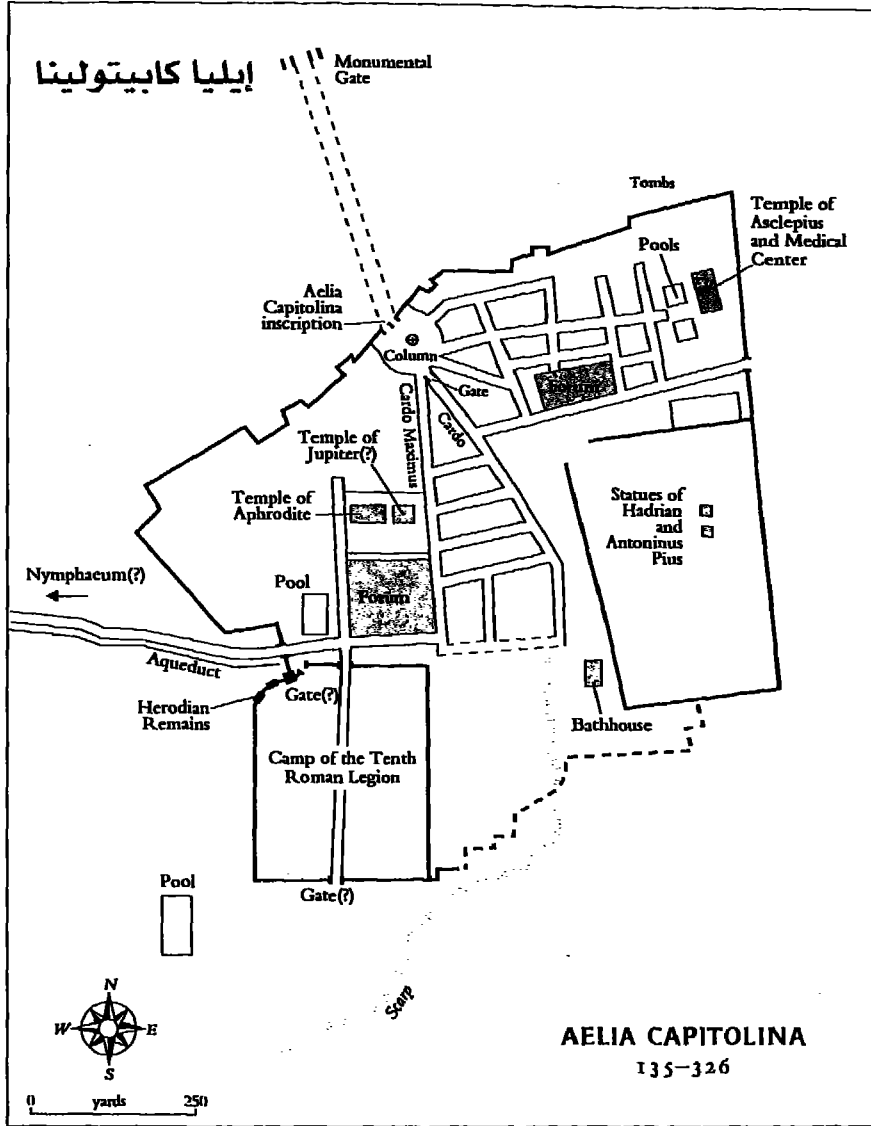 إيليا كابيتولينا
Monumental
Gate
Tombs
Temple of
Asclepius
and Medical
Center
Pools
Aelia
Capitolina
inscription
Column
Gate
Forum
Cardo Maximus
Cardo
Temple of
Jupiter(?)
Temple of
Aphrodite
Statues of
Hadrian
and
Antoninus
Pius
Nymphaeum(?)
Pool
Forum
Aqueduct
Gate(?)
Herodian
Remains
Bathhouse
Camp of the Tenth
Roman Legion
Pool
Gate(?)
Scarp
N
W
E
S
AELIA CAPITOLINA
135–326
0 yards 250